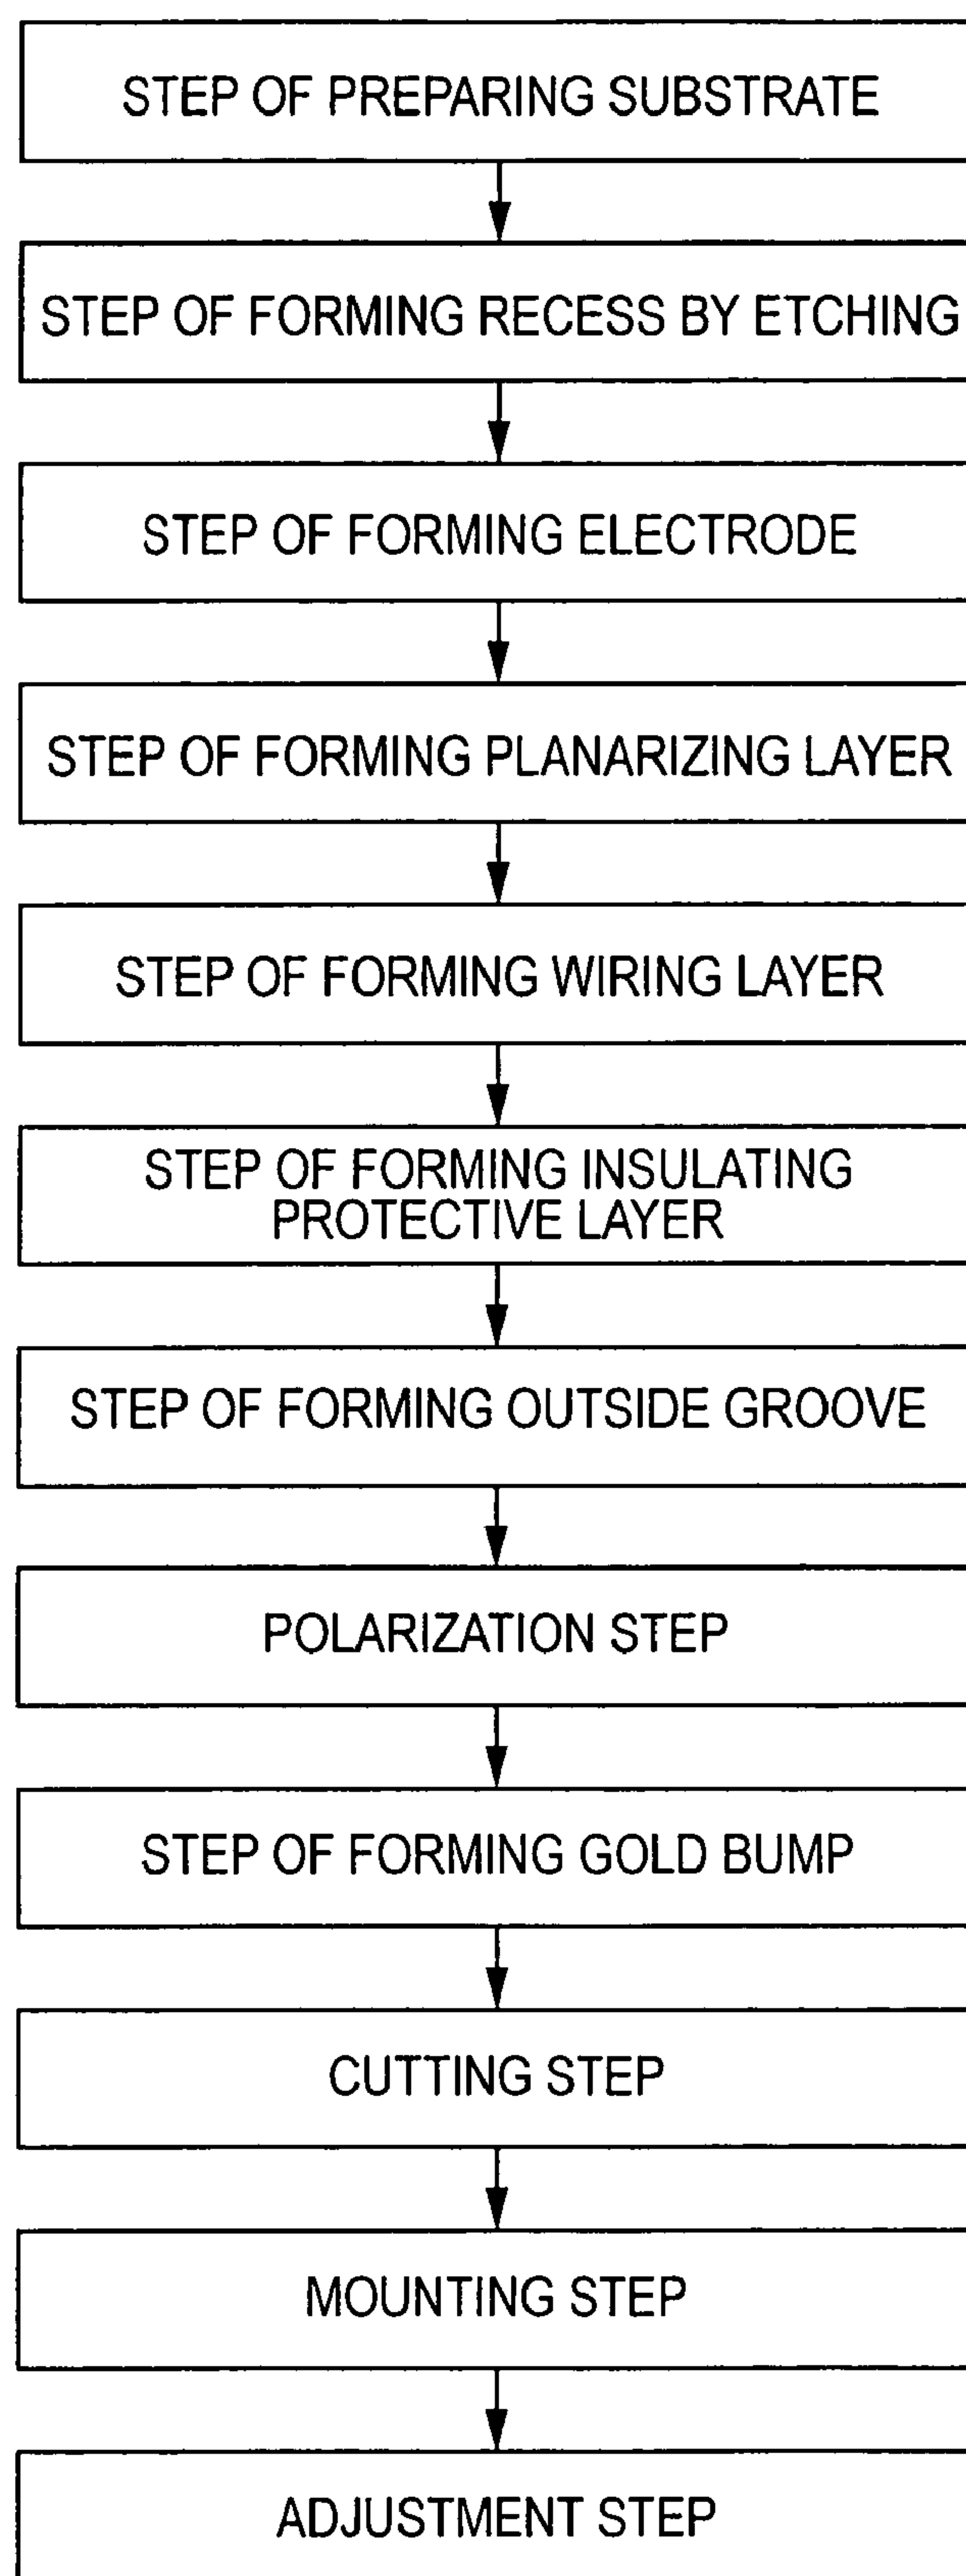 STEP OF PREPARING SUBSTRATE
STEP OF FORMING RECESS BY ETCHING
STEP OF FORMING ELECTRODE
STEP OF FORMING PLANARIZING LAYER
STEP OF FORMING WIRING LAYER
STEP OF FORMING INSULATING
PROTECTIVE LAYER
STEP OF FORMING OUTSIDE GROOVE
POLARIZATION STEP
STEP OF FORMING GOLD BUMP
CUTTING STEP
MOUNTING STEP
ADJUSTMENT STEP